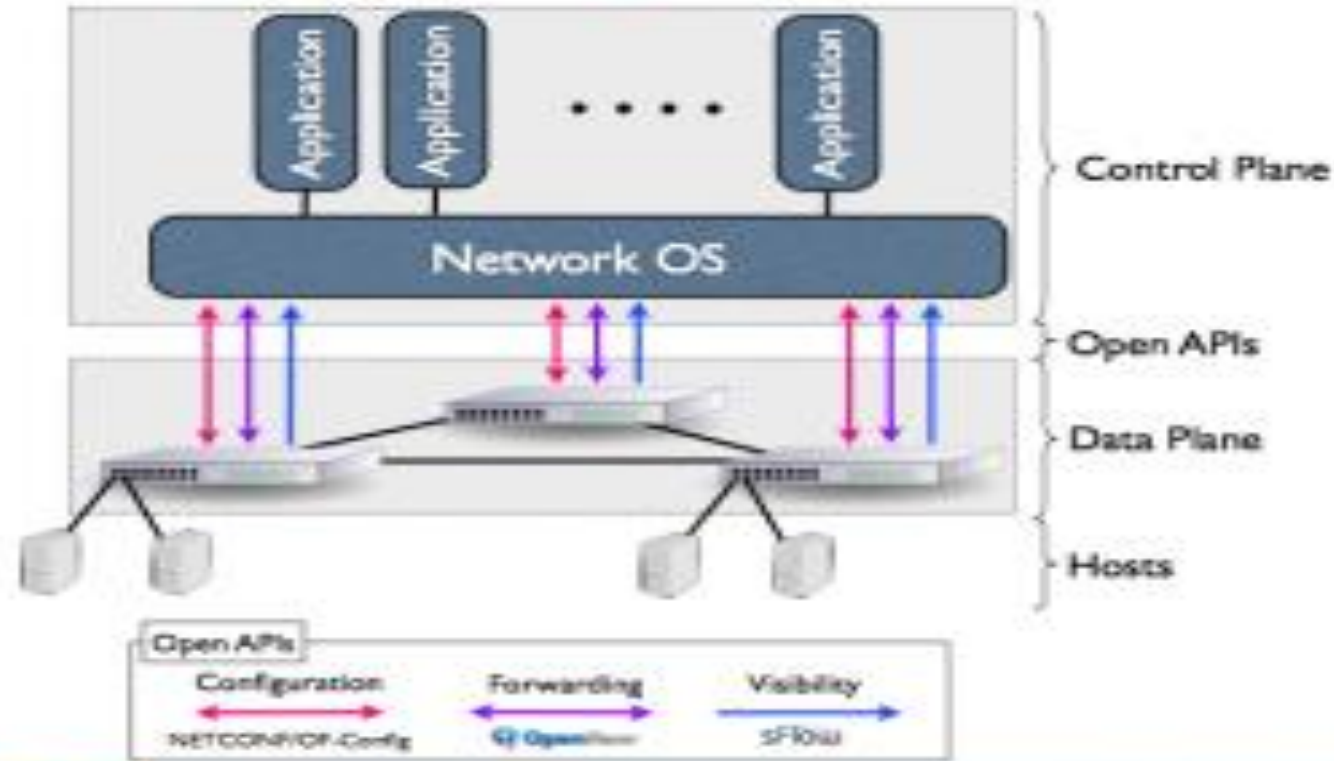 Application
Application
Application
Control Plane
Network OS
Open APIs
Data Plane
Hosts
Open APIs
Configuration
Forwarding
Visibility
NETCONF/OF-Config
OpenFlow
sFlow